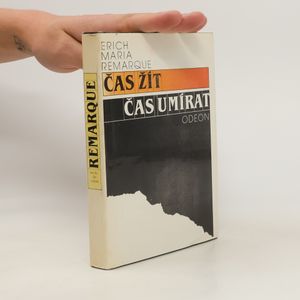 ERICH
MARIA
REMARQUE
ČAS ŽÍT
ČAS UMÍRAT
ODEON
REMARQUE